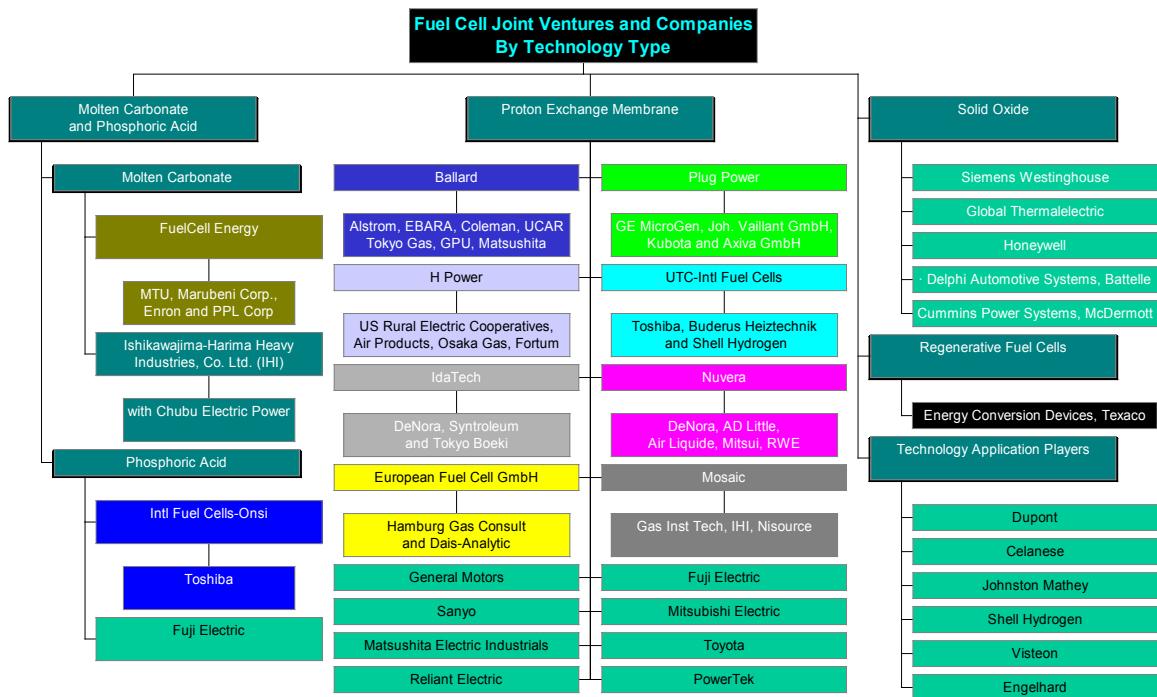 Fuel Cell Joint Ventures and Companies
By Technology Type
Molten Carbonate
and Phosphoric Acid
Molten Carbonate
FuelCell Energy
MTU, Marubeni Corp.,
Enron and PPL Corp
Ishikawajima-Harima Heavy
Industries, Co. Ltd. (IHI)
with Chubu Electric Power
Phosphoric Acid
Intl Fuel Cells-Onsi
Toshiba
Fuji Electric
Proton Exchange Membrane
Ballard
Alstrom, EBARA, Coleman, UCAR
Tokyo Gas, GPU, Matsushita
Plug Power
GE MicroGen, Joh. Vaillant GmbH,
Kubota and Axiva GmbH
H Power
US Rural Electric Cooperatives,
Air Products, Osaka Gas, Fortum
UTC-Intl Fuel Cells
Toshiba, Buderus Heiztechnik
and Shell Hydrogen
IdaTech
DeNora, Syntroleum
and Tokyo Boeki
Nuvera
DeNora, AD Little,
Air Liquide, Mitsui, RWE
European Fuel Cell GmbH
Hamburg Gas Consult
and Dais-Analytic
Mosaic
Gas Inst Tech, IHI, Nisource
General Motors
Fuji Electric
Sanyo
Mitsubishi Electric
Matsushita Electric Industrials
Toyota
Reliant Electric
PowerTek
Solid Oxide
Siemens Westinghouse
Global Thermalelectric
Honeywell
· Delphi Automotive Systems, Battelle
Cummins Power Systems, McDermott
Regenerative Fuel Cells
Energy Conversion Devices, Texaco
Technology Application Players
Dupont
Celanese
Johnston Mathey
Shell Hydrogen
Visteon
Engelhard